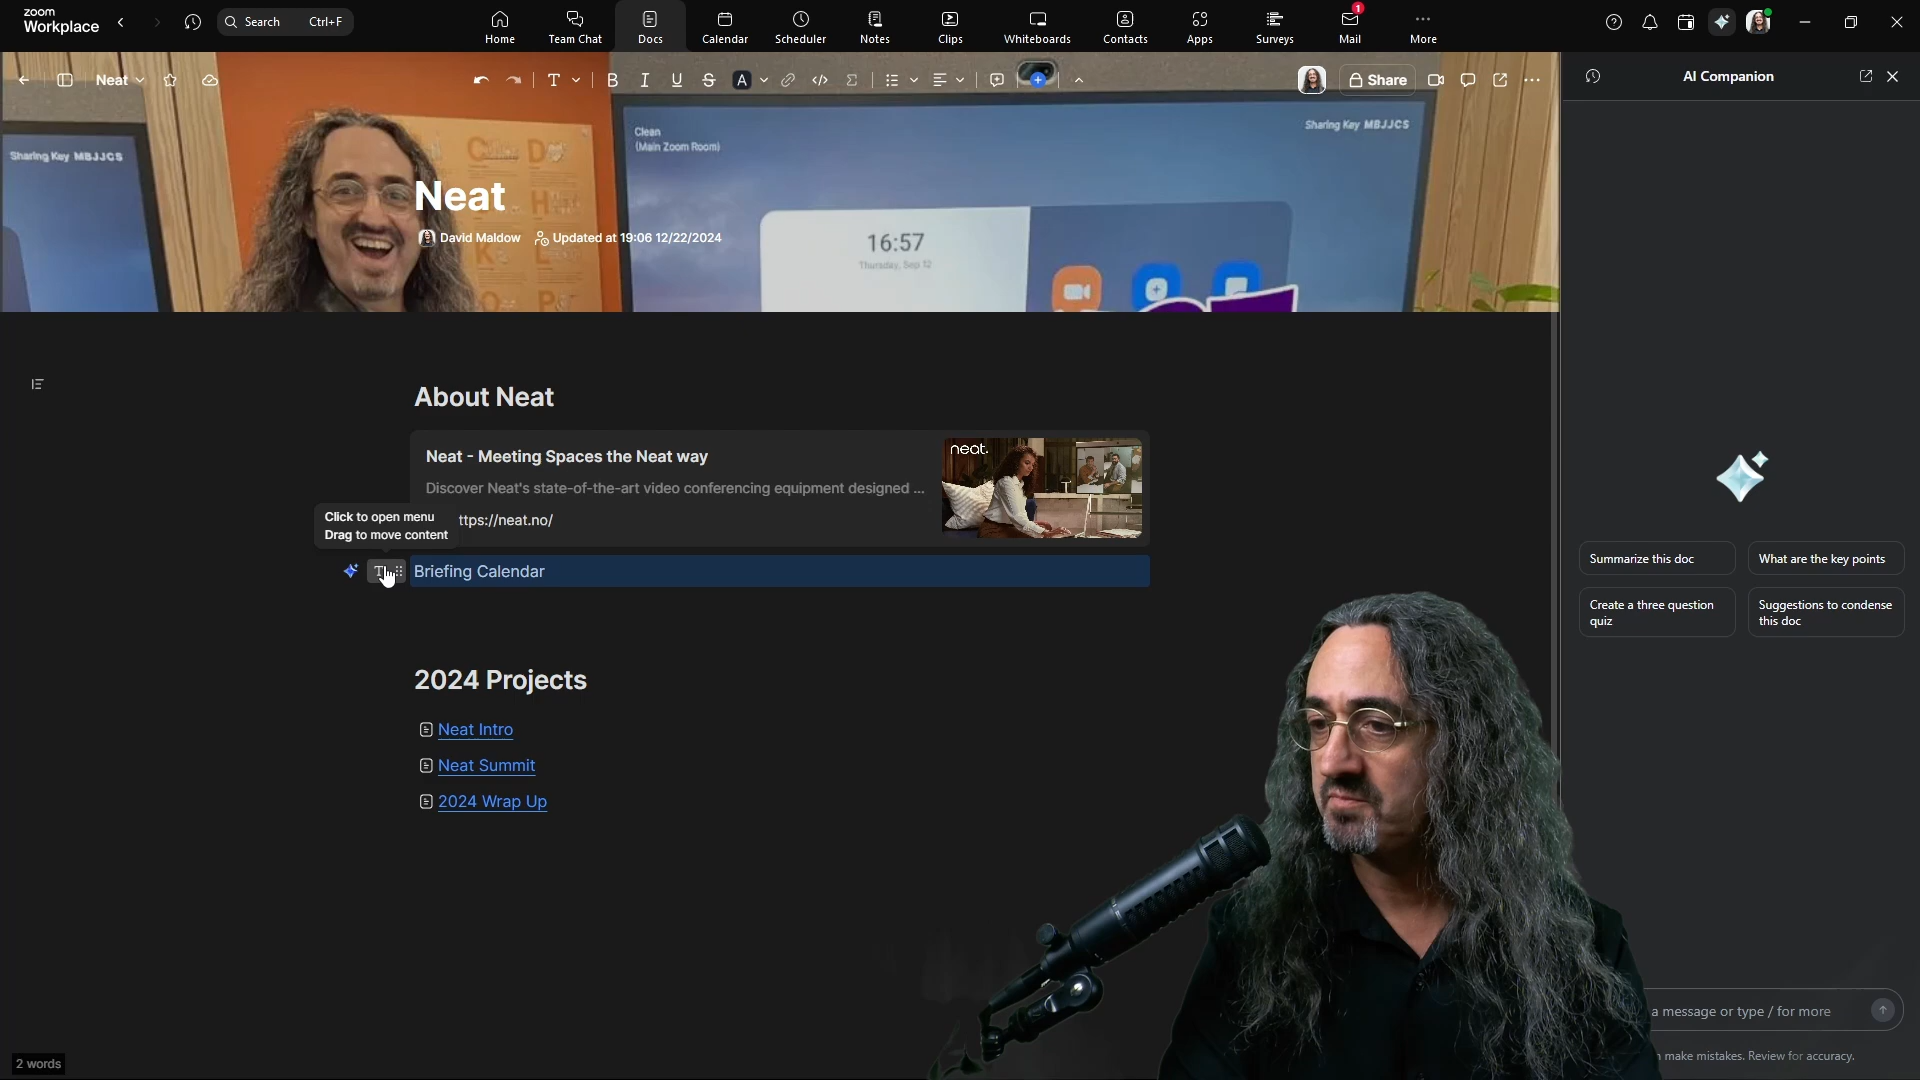 zoom
Workplace
Search Ctrl+F
Home
Team Chat
Docs
Calendar
Scheduler
Notes
Clips
Whiteboards
Contacts
Apps
Surveys
1
Mail
More
Neat
T
B
I
U
S
A
Share
AI Companion
Sharing Key MBJJCS
Clean
(Main Zoom Room)
Sharing Key MBJJCS
Neat
David Maldow Updated at 19:06 12/22/2024
16:57
Thursday, Sep 12
About Neat
Neat - Meeting Spaces the Neat way
Discover Neat's state-of-the-art video conferencing equipment designed ...
ttps://neat.no/
neat.
Click to open menu
Drag to move content
T
Briefing Calendar
2024 Projects
Neat Intro
Neat Summit
2024 Wrap Up
Summarize this doc
What are the key points
Create a three question
quiz
Suggestions to condense
this doc
a message or type / for more
make mistakes. Review for accuracy.
2 words